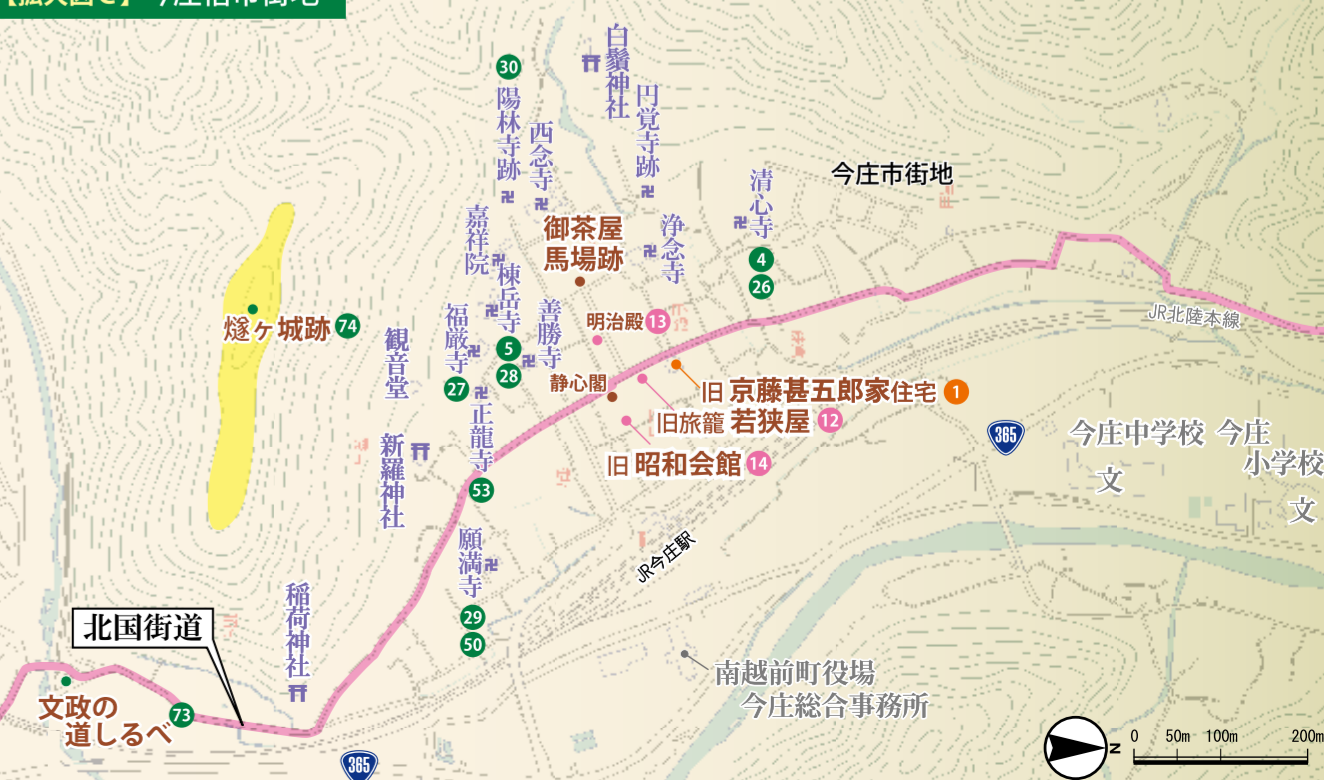 今庄宿市街地
白鬚神社
30
陽林寺跡
円覚寺跡
西念寺
今庄市街地
清心寺
嘉祥院
御茶屋
馬場跡
浄念寺
4
26
棟岳寺
燧ヶ城跡 74
観音堂
福厳寺
27
5
28
善勝寺
明治殿 13
JR北陸本線
静心閣
旧 京藤甚五郎家住宅 1
正龍寺
旧旅籠 若狭屋 12
365
今庄中学校
文
今庄
小学校
文
新羅神社
旧 昭和会館 14
53
願満寺
29
50
JR今庄駅
稲荷神社
北国街道
南越前町役場
今庄総合事務所
文政の
道しるべ
73
365
N
0 50m 100m 200m